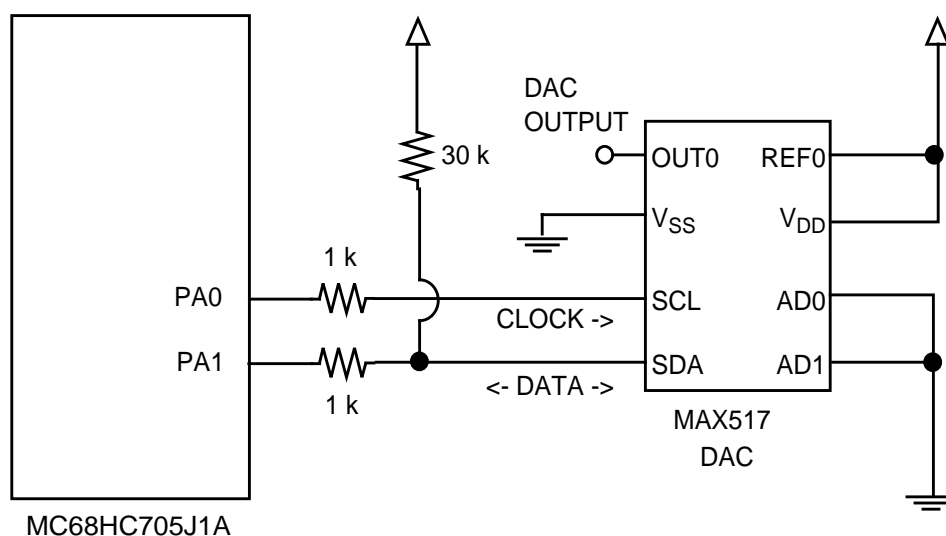 DAC
OUTPUT
30 k
OUT0
REF0
VSS
VDD
1 k
PA0
SCL
AD0
CLOCK ->
PA1
SDA
AD1
<- DATA ->
1 k
MAX517
DAC
MC68HC705J1A